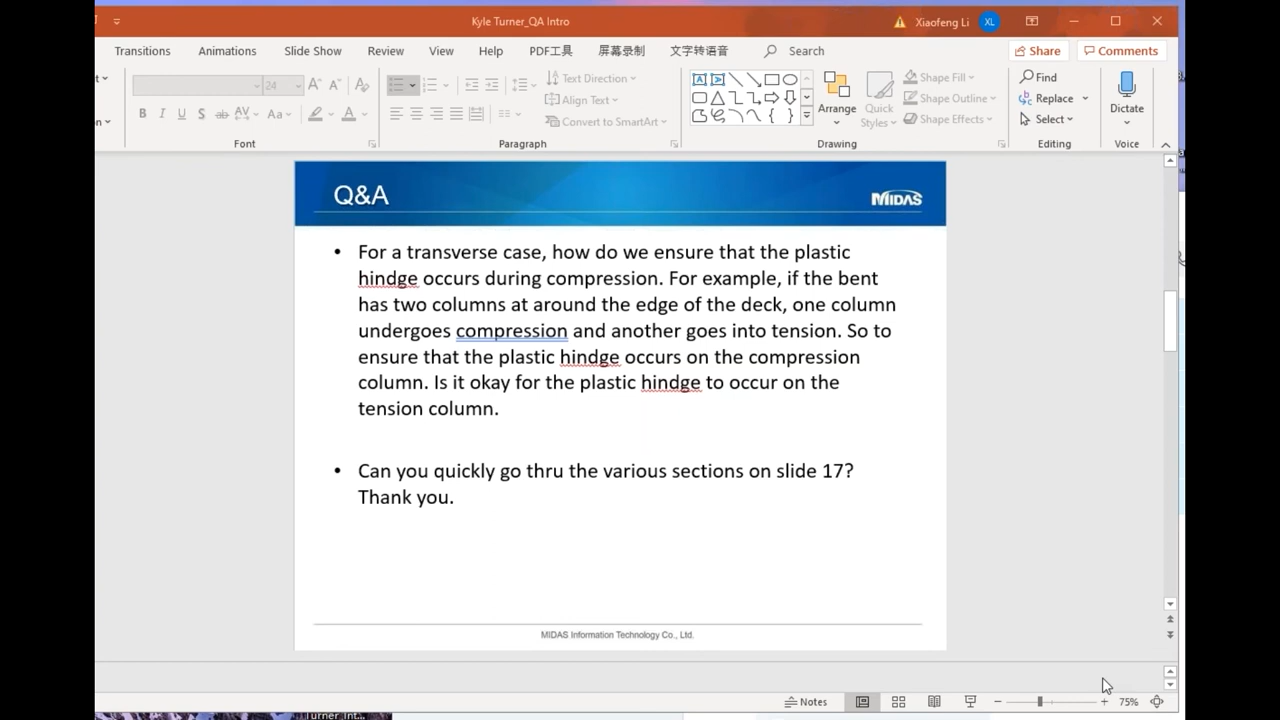 Kyle Turner_QA Intro
Xiaofeng Li
XL
Transitions
Animations
Slide Show
Review
View
Help
PDF工具
屏幕录制
文字转语音
Search
Share
Comments
24
Text Direction
Align Text
Convert to SmartArt
Arrange
Quick
Styles
Shape Fill
Shape Outline
Shape Effects
Find
Replace
Select
Dictate
Font
Paragraph
Drawing
Editing
Voice
Q&A
MIDAS
• For a transverse case, how do we ensure that the plastic
hindge occurs during compression. For example, if the bent
has two columns at around the edge of the deck, one column
undergoes compression and another goes into tension. So to
ensure that the plastic hindge occurs on the compression
column. Is it okay for the plastic hindge to occur on the
tension column.
• Can you quickly go thru the various sections on slide 17?
Thank you.
MIDAS Information Technology Co., Ltd.
Notes
75%